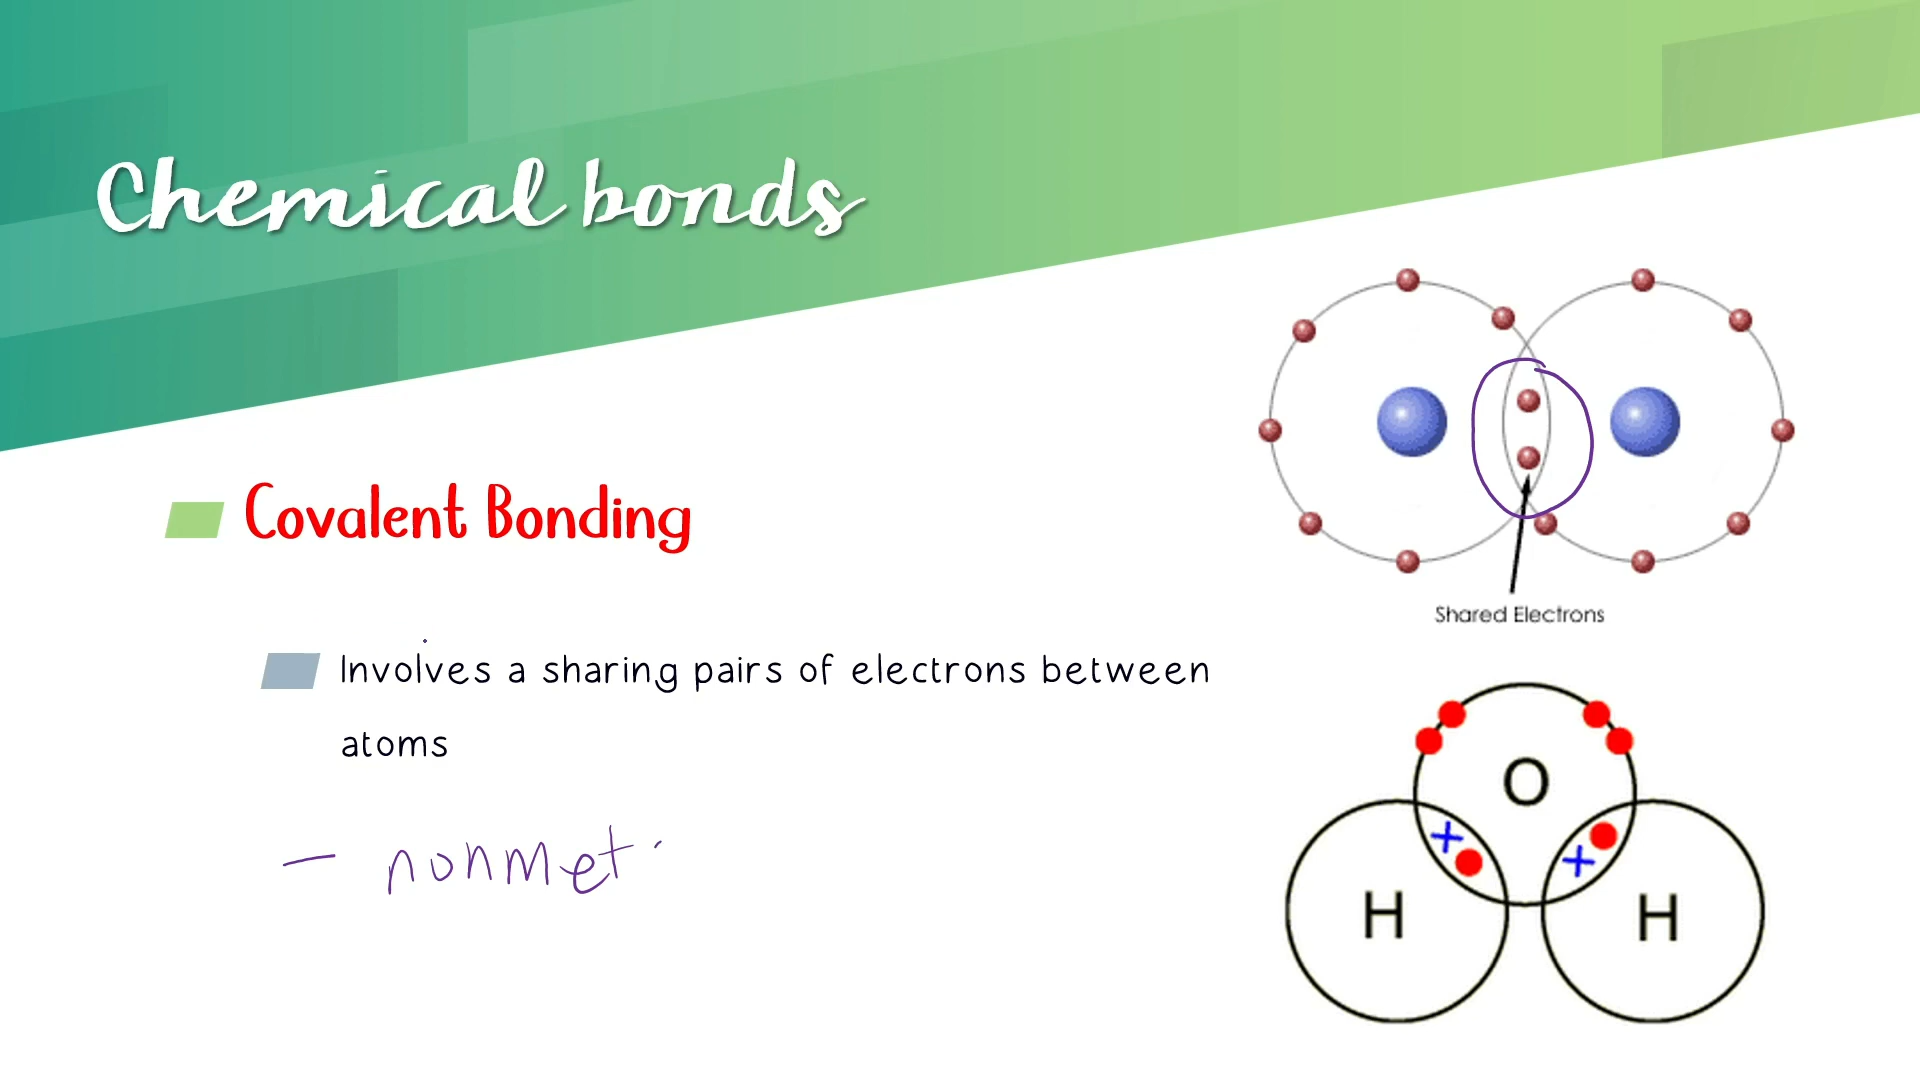 Chemical bonds
Covalent Bonding
Involves a sharing pairs of electrons between
atoms
- nonmet
Shared Electrons
O
+
+
H
H